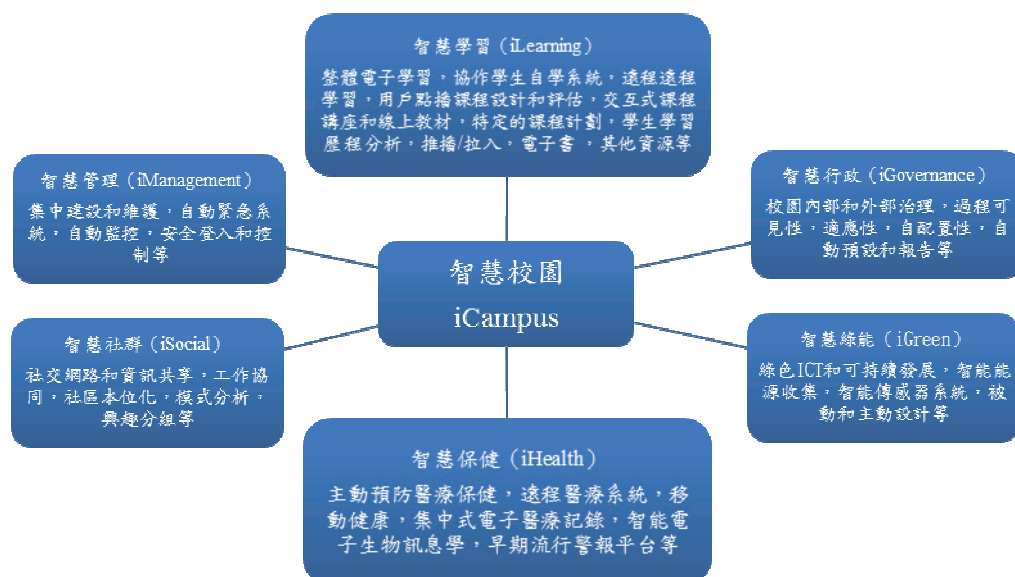 智慧學習（iLearning）
整體電子學習，協作學生自學系統，遠程遠程
學習，用戶點播課程設計和評估，交互式課程
講座和線上教材，特定的課程計劃，學生學習
歷程分析，推播/拉入，電子書 ，其他資源等
智慧管理（iManagement）
集中建設和維護，自動緊急系
統，自動監控，安全登入和控
制等
智慧行政（iGovernance）
校園內部和外部治理，過程可
見性，適應性，自配置性，自
動預設和報告等
智慧校園
iCampus
智慧社群（iSocial）
社交網路和資訊共享，工作協
同，社區本位化，模式分析，
興趣分組等
智慧綠能（iGreen）
綠色ICT和可持續發展，智能能
源收集，智能傳感器系統，被
動和主動設計等
智慧保健（iHealth）
主動預防醫療保健，遠程醫療系統，移
動健康，集中式電子醫療記錄，智能電
子生物訊息學，早期流行警報平台等